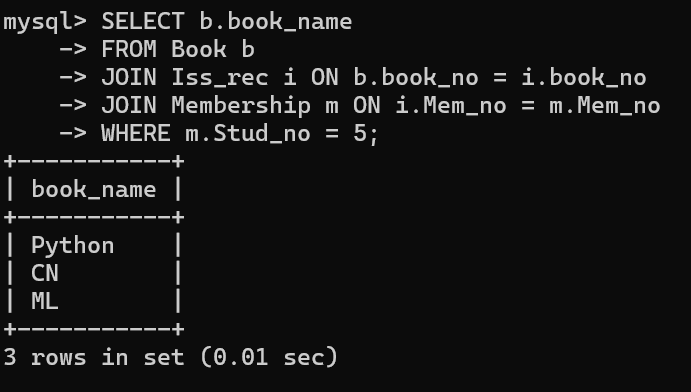 mysql> SELECT b.book_name
    -> FROM Book b
    -> JOIN Iss_rec i ON b.book_no = i.book_no
    -> JOIN Membership m ON i.Mem_no = m.Mem_no
    -> WHERE m.Stud_no = 5;
+-----------+
| book_name |
+-----------+
| Python    |
| CN        |
| ML        |
+-----------+
3 rows in set (0.01 sec)